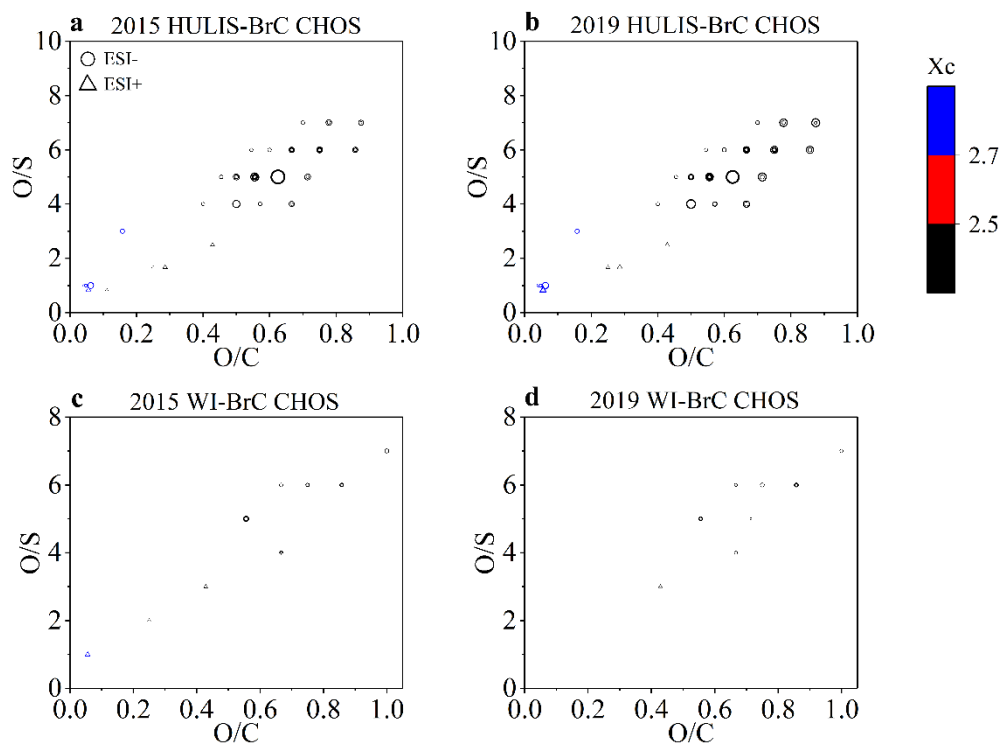 a 2015 HULIS-BrC CHOS
b 2019 HULIS-BrC CHOS
Xc
ESI-
ESI+
10
8
6
4
2
0
O/S
0.0 0.2 0.4 0.6 0.8 1.0
O/C
10
8
6
4
2
0
O/S
0.0 0.2 0.4 0.6 0.8 1.0
O/C
2.7
2.5
c 2015 WI-BrC CHOS
d 2019 WI-BrC CHOS
8
6
4
2
0
O/S
0.0 0.2 0.4 0.6 0.8 1.0
O/C
8
6
4
2
0
O/S
0.0 0.2 0.4 0.6 0.8 1.0
O/C